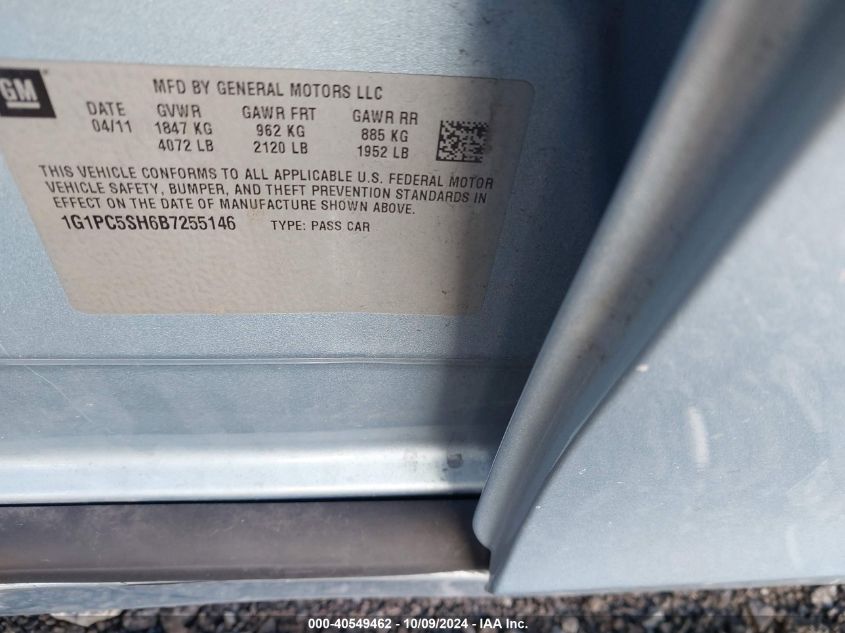 GM
MFD BY GENERAL MOTORS LLC
DATE GVWR GAWR FRT GAWR RR
04/11 1847 KG 962 KG 885 KG
4072 LB 2120 LB 1952 LB
THIS VEHICLE CONFORMS TO ALL APPLICABLE U.S. FEDERAL MOTOR
VEHICLE SAFETY, BUMPER, AND THEFT PREVENTION STANDARDS IN
EFFECT ON THE DATE OF MANUFACTURE SHOWN ABOVE.
1G1PC5SH6B7255146 TYPE: PASS CAR
000-40549462 - 10/09/2024 - IAA Inc.